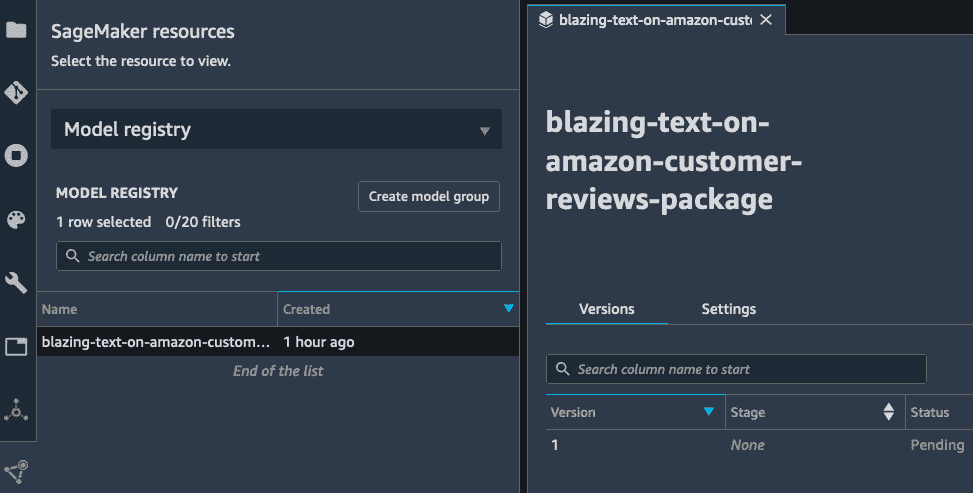 SageMaker resources
Select the resource to view.
Model registry
MODEL REGISTRY
Create model group
1 row selected 0/20 filters
Search column name to start
Name Created
blazing-text-on-amazon-custom... 1 hour ago
End of the list
blazing-text-on-amazon-custo
blazing-text-on-
amazon-customer-
reviews-package
Versions Settings
Search column name to start
Version Stage Status
1 None Pending